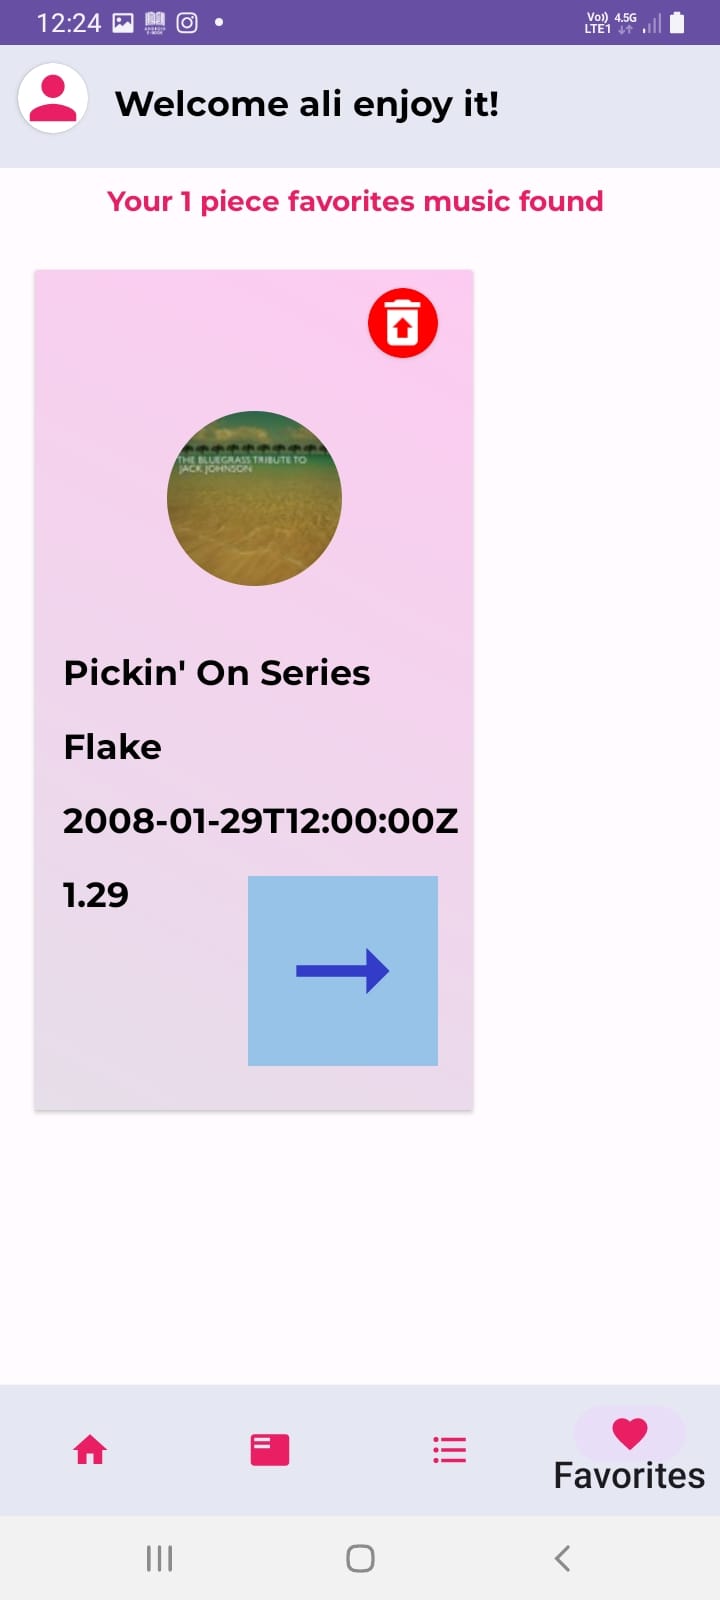 12:24
Vo) 4.5G
LTE1
Welcome ali enjoy it!
Your 1 piece favorites music found
THE BLUEGRASS TRIBUTE TO
JACK JOHNSON
Pickin' On Series
Flake
2008-01-29T12:00:00Z
1.29
Favorites